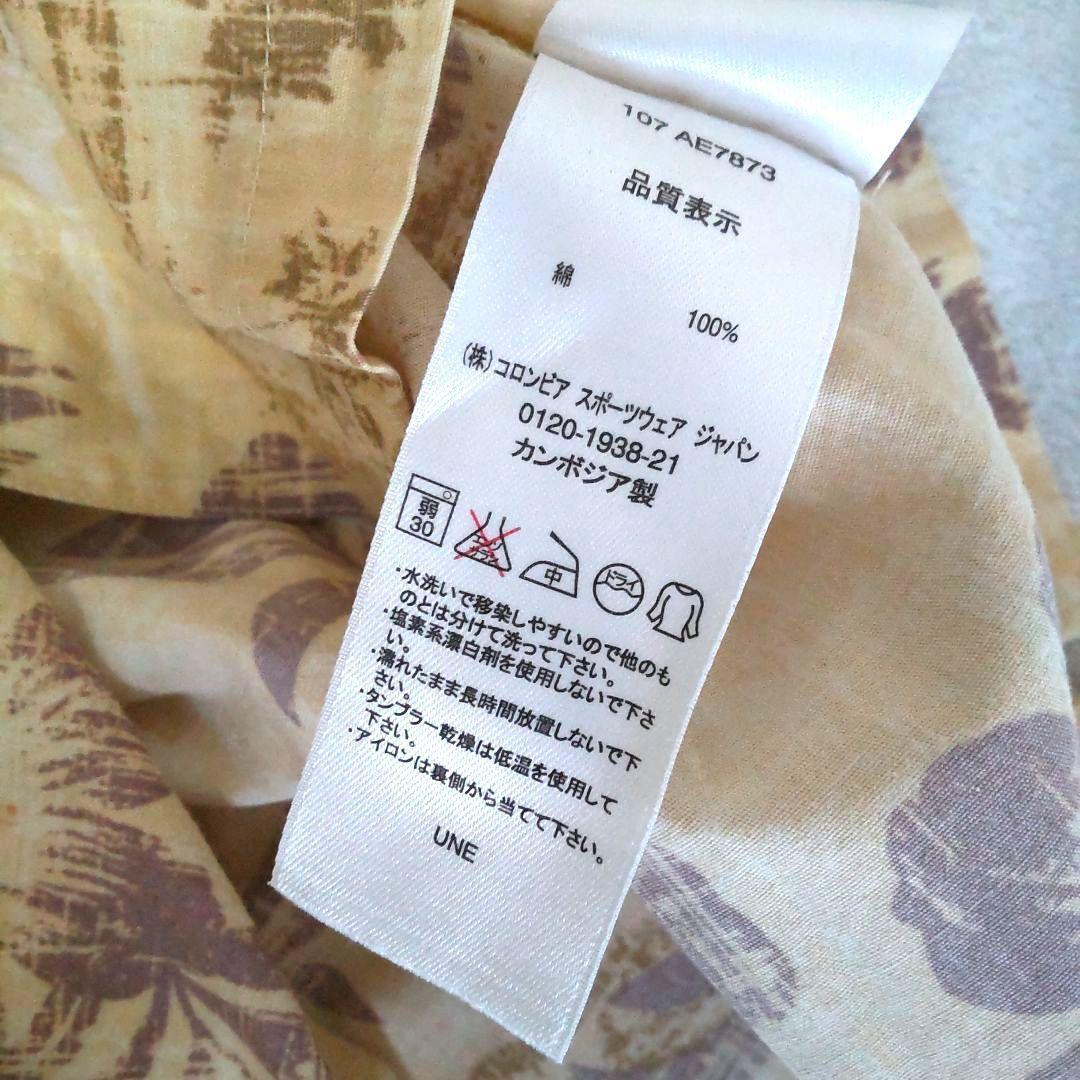 107 AE7873
品質表示
綿 100%
(株)コロンビア スポーツウェア ジャパン
0120-1938-21
カンボジア製
弱
30
エンソ
サラシ
中
ドライ
・水洗いで移染しやすいので他のも
のとは分けて洗って下さい。
・塩素系漂白剤を使用しないで下さ
い。
・濡れたまま長時間放置しないで下
さい。
・タンブラー乾燥は低温を使用して
下さい。
・アイロンは裏側から当てて下さい。
UNE